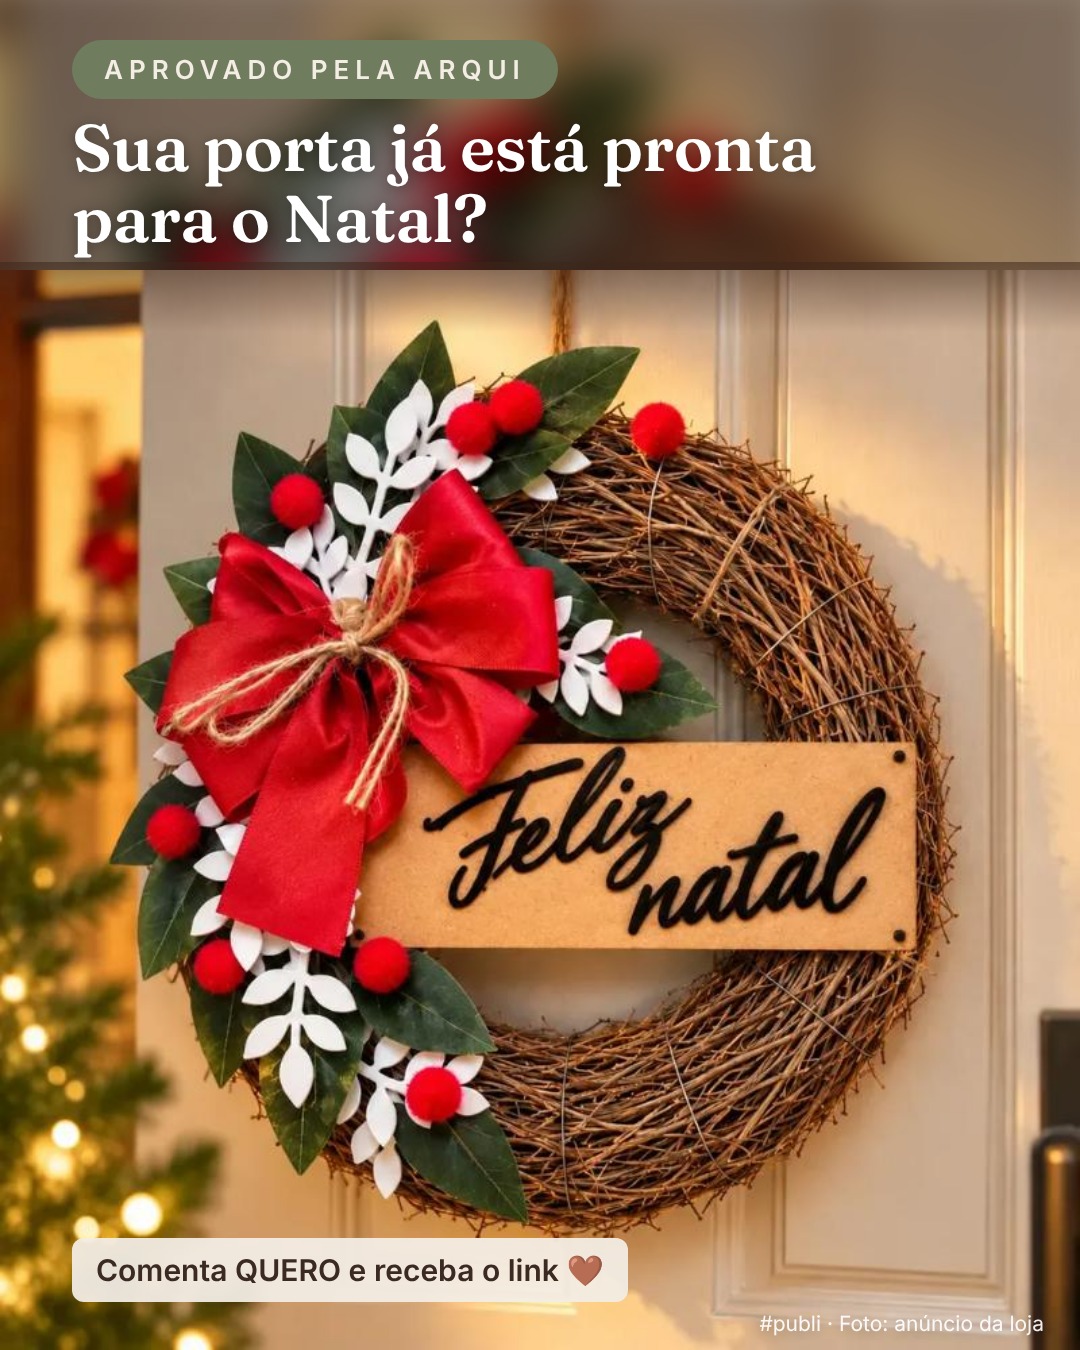 APROVADO PELA ARQUI
Sua porta já está pronta
para o Natal?
Feliz
natal
Comenta QUERO e receba o link 🤎
#publi · Foto: anúncio da loja